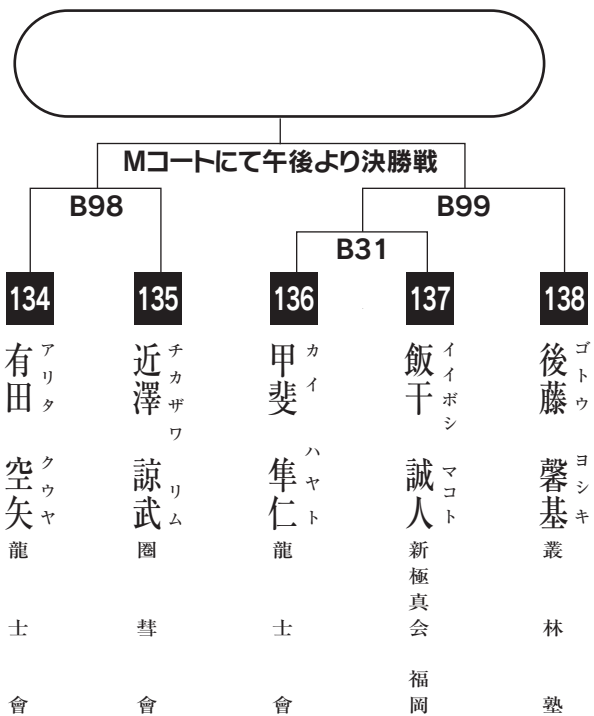 Mコートにて午後より決勝戦
B98
B99
B31
134
135
136
137
138
有田 空矢
アリタ クウヤ
龍士會
近澤 諒武
チカザワ リム
圏彗會
甲斐 隼仁
カイ ハヤト
龍士會
飯干 誠人
イイボシ マコト
新極真会 福岡
後藤 馨基
ゴトウ ヨシキ
叢林塾